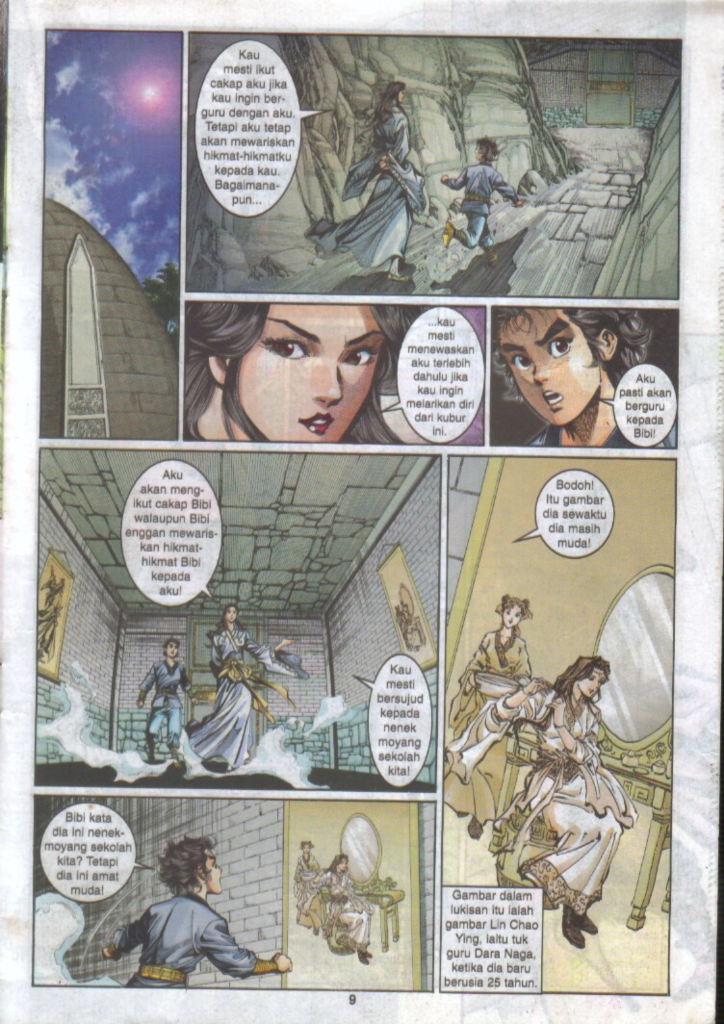 Kau
mesti ikut
cakap aku jika
kau ingin ber-
guru dengan aku.
Tetapi aku tetap
akan mewariskan
hikmat-hikmatku
kepada kau.
Bagaimana-
pun...
...kau
mesti
menewaskan
aku terlebih
dahulu jika
kau ingin
melarikan diri
dari kubur
ini.
Aku
pasti akan
berguru
kepada
Bibi!
Aku
akan meng-
ikut cakap Bibi
walaupun Bibi
enggan mewaris-
kan hikmat-
hikmat Bibi
kepada
aku!
Kau
mesti
bersujud
kepada
nenek
moyang
sekolah
kita!
Bibi kata
dia ini nenek-
moyang sekolah
kita? Tetapi
dia ini amat
muda!
Bodoh!
Itu gambar
dia sewaktu
dia masih
muda!
Gambar dalam
lukisan itu ialah
gambar Lin Chao
Ying, iaitu tuk
guru Dara Naga,
ketika dia baru
berusia 25 tahun.
9